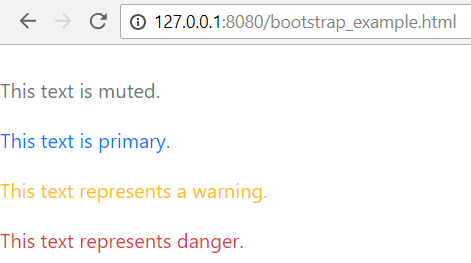 127.0.0.1:8080/bootstrap_example.html
This text is muted.
This text is primary.
This text represents a warning.
This text represents danger.